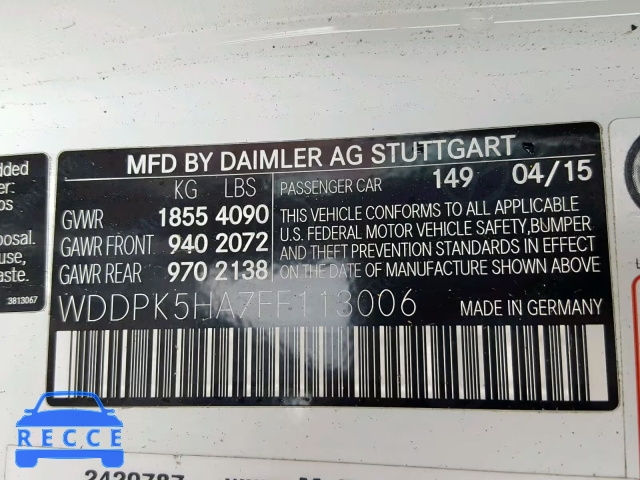 MFD BY DAIMLER AG STUTTGART
KG LBS
GVWR 1855 4090
GAWR FRONT 940 2072
GAWR REAR 970 2138
PASSENGER CAR 149 04/15
THIS VEHICLE CONFORMS TO ALL APPLICABLE
U.S. FEDERAL MOTOR VEHICLE SAFETY,BUMPER
AND THEFT PREVENTION STANDARDS IN EFFECT
ON THE DATE OF MANUFACTURE SHOWN ABOVE.
WDDPK5HA7FF113006 MADE IN GERMANY
3813067
RECCE